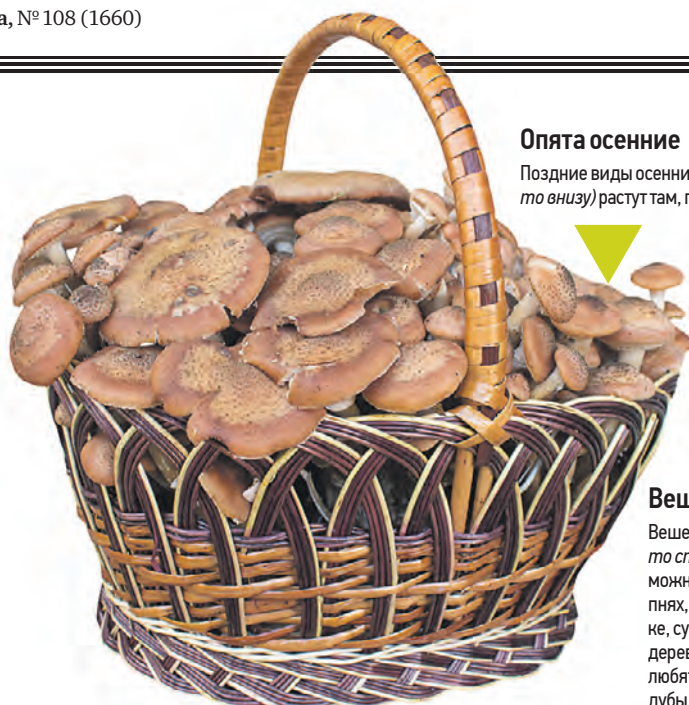 а, № 108 (1660)
Опята осенние
Поздние виды осенни
то внизу) растут там, г
Веш
Веше
то сп
можн
пнях,
ке, су
дерев
любят
дубы